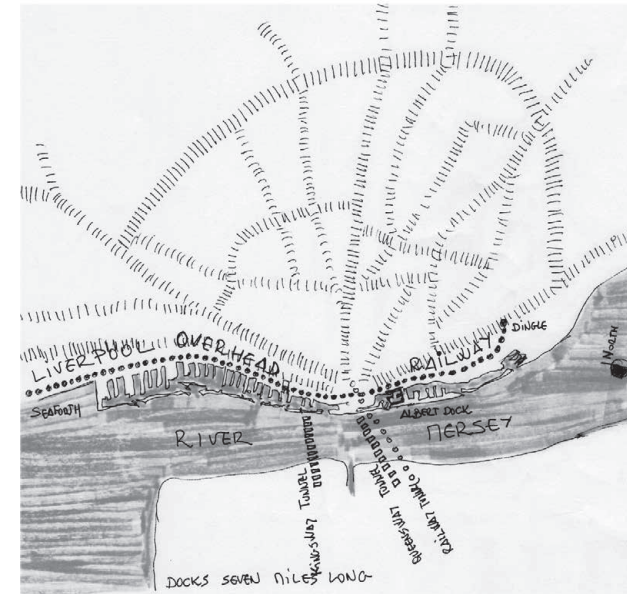 LIVERPOOL OVERHEAD RAILWAY
DINGLE
NORTH
SEAFORTH
ALBERT DOCK
RIVER MERSEY
KINGSWAY TUNNEL
QUEENSWAY TUNNEL
RAILWAY TUNNEL
DOCKS SEVEN MILES LONG